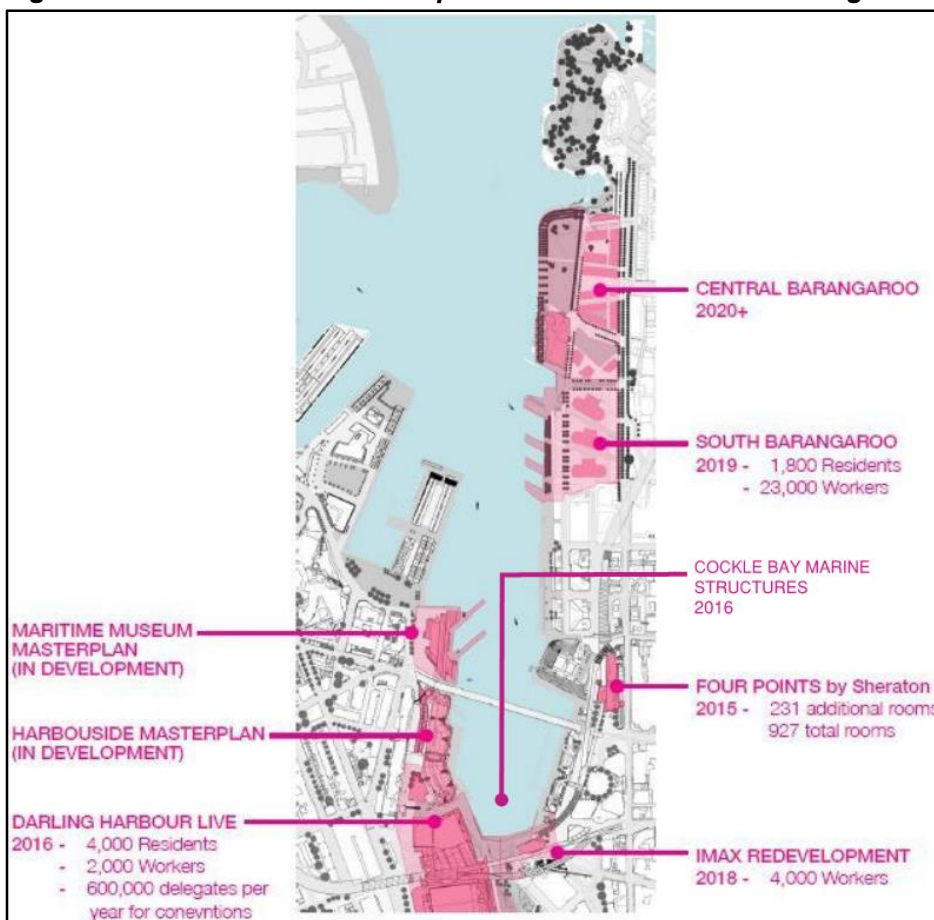 CENTRAL BARANGAROO
2020+
SOUTH BARANGAROO
2019 - 1,800 Residents
- 23,000 Workers
COCKLE BAY MARINE
STRUCTURES
2016
MARITIME MUSEUM
MASTERPLAN
(IN DEVELOPMENT)
FOUR POINTS by Sheraton
2015 - 231 additional rooms
927 total rooms
HARBOUSIDE MASTERPLAN
(IN DEVELOPMENT)
DARLING HARBOUR LIVE
2016 - 4,000 Residents
- 2,000 Workers
- 600,000 delegates per
year for conevntions
IMAX REDEVELOPMENT
2018 - 4,000 Workers